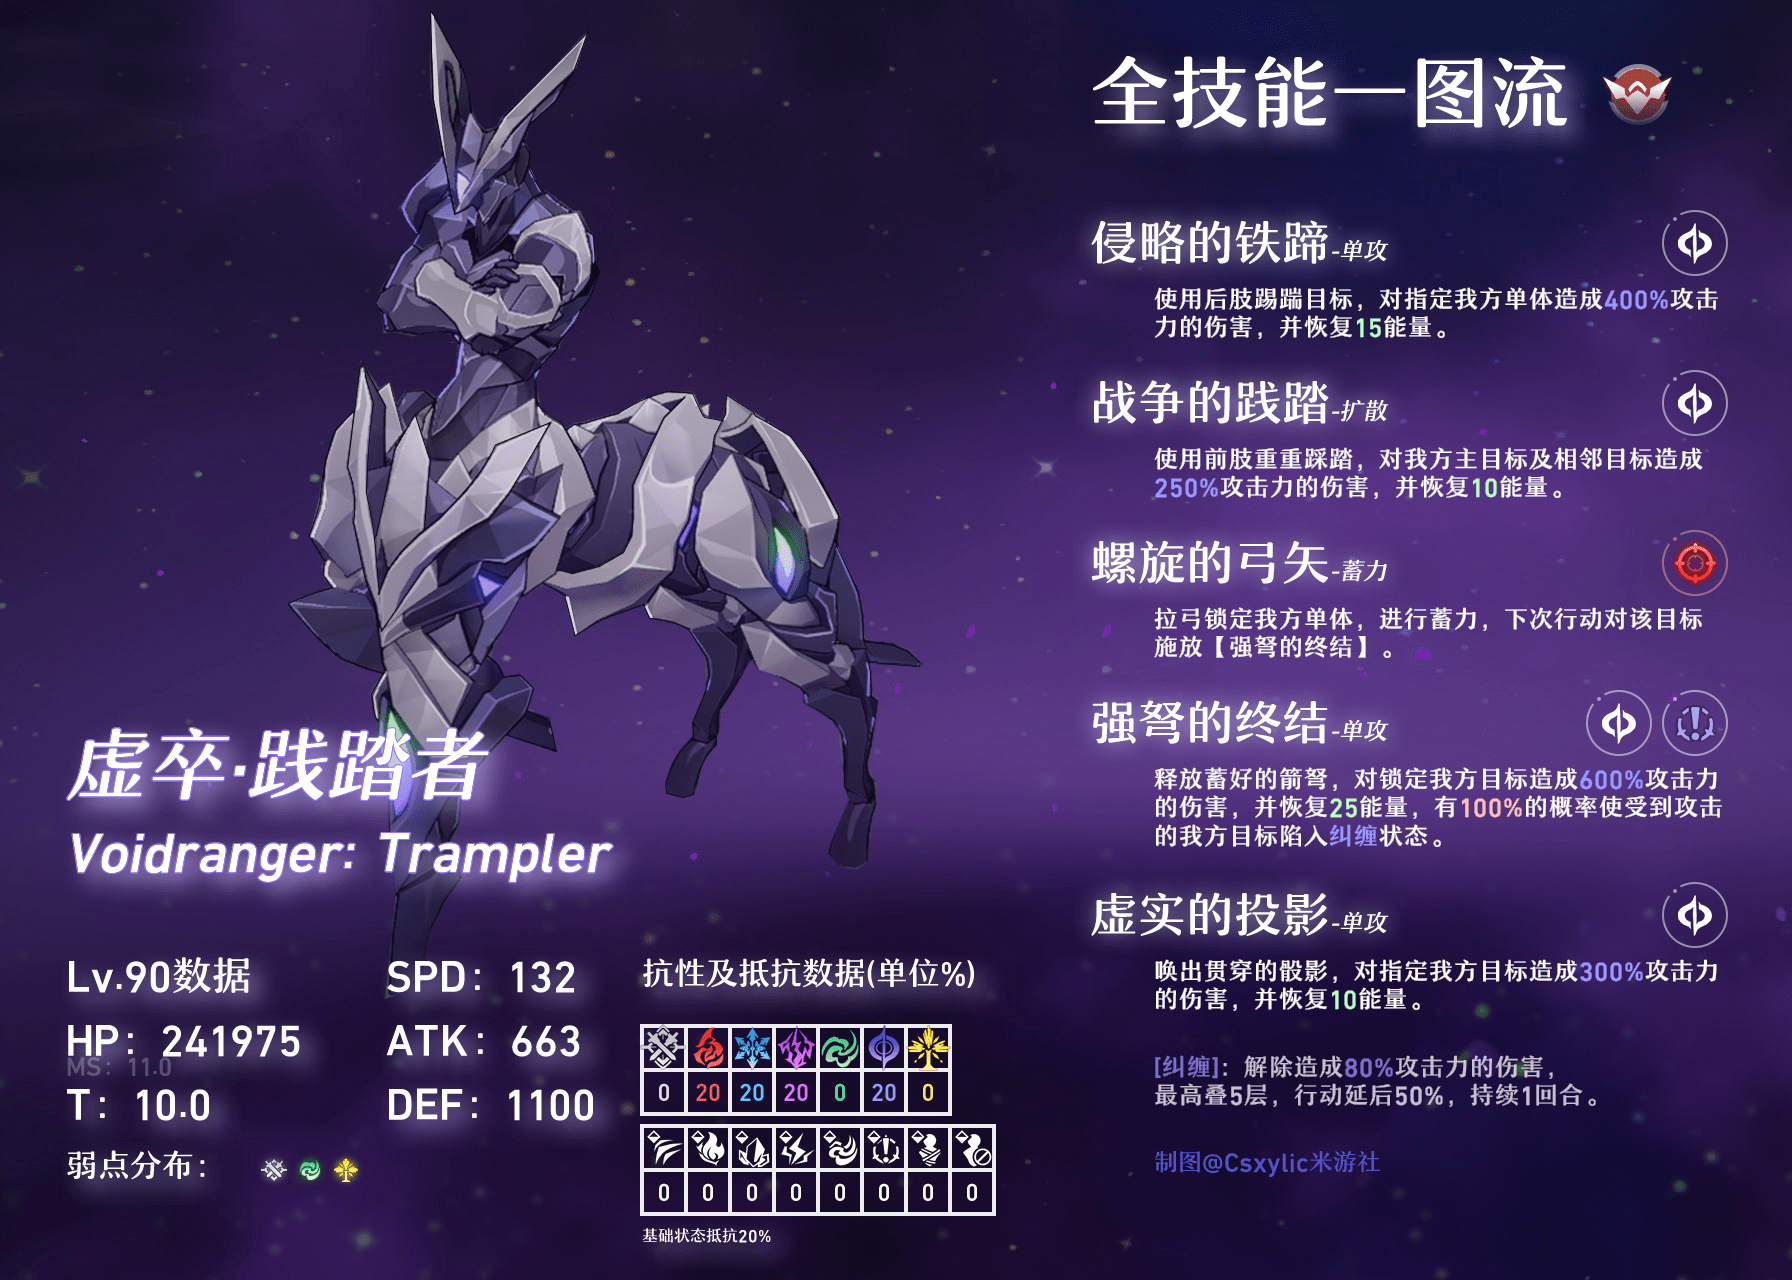 全技能一图流
侵略的铁蹄-单攻
使用后肢踢踹目标，对指定我方单体造成400%攻击
力的伤害，并恢复15能量。
战争的践踏-扩散
使用前肢重重踩踏，对我方主目标及相邻目标造成
250%攻击力的伤害，并恢复10能量。
螺旋的弓矢-蓄力
拉弓锁定我方单体，进行蓄力，下次行动对该目标
施放【强弩的终结】。
强弩的终结-单攻
释放蓄好的箭弩，对锁定我方目标造成600%攻击力
的伤害，并恢复25能量，有100%的概率使受到攻击
的我方目标陷入纠缠状态。
虚实的投影-单攻
唤出贯穿的骰影，对指定我方目标造成300%攻击力
的伤害，并恢复10能量。
[纠缠]：解除造成80%攻击力的伤害，
最高叠5层，行动延后50%，持续1回合。
制图@Csxylic米游社
虚卒·践踏者
Voidranger: Trampler
Lv.90数据
SPD： 132
HP： 241975
ATK： 663
MS： 11.0
T： 10.0
DEF： 1100
弱点分布：
抗性及抵抗数据(单位%)
0 20 20 20 0 20 0
0 0 0 0 0 0 0 0
基础状态抵抗20%